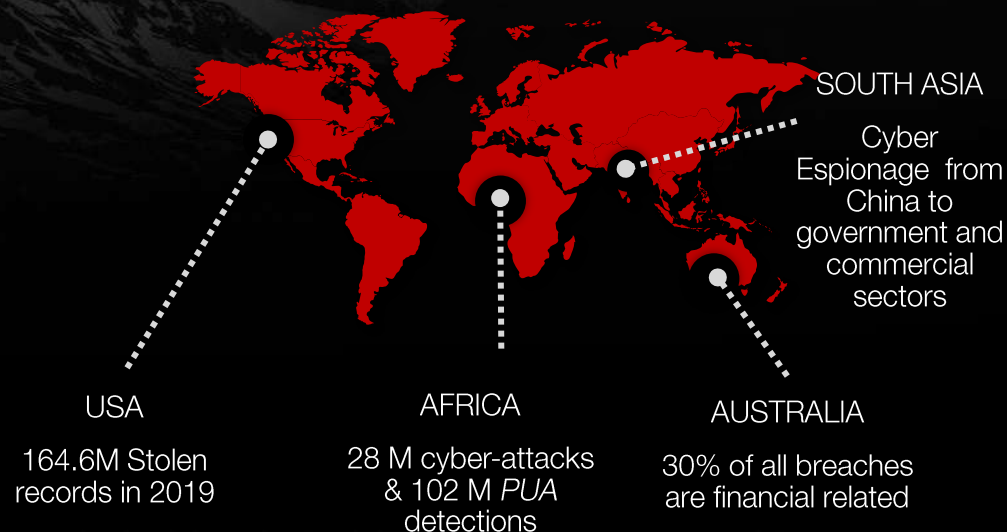 SOUTH ASIA
Cyber
Espionage from
China to
government and
commercial
sectors
USA
164.6M Stolen
records in 2019
AFRICA
28 M cyber-attacks
& 102 M PUA
detections
AUSTRALIA
30% of all breaches
are financial related